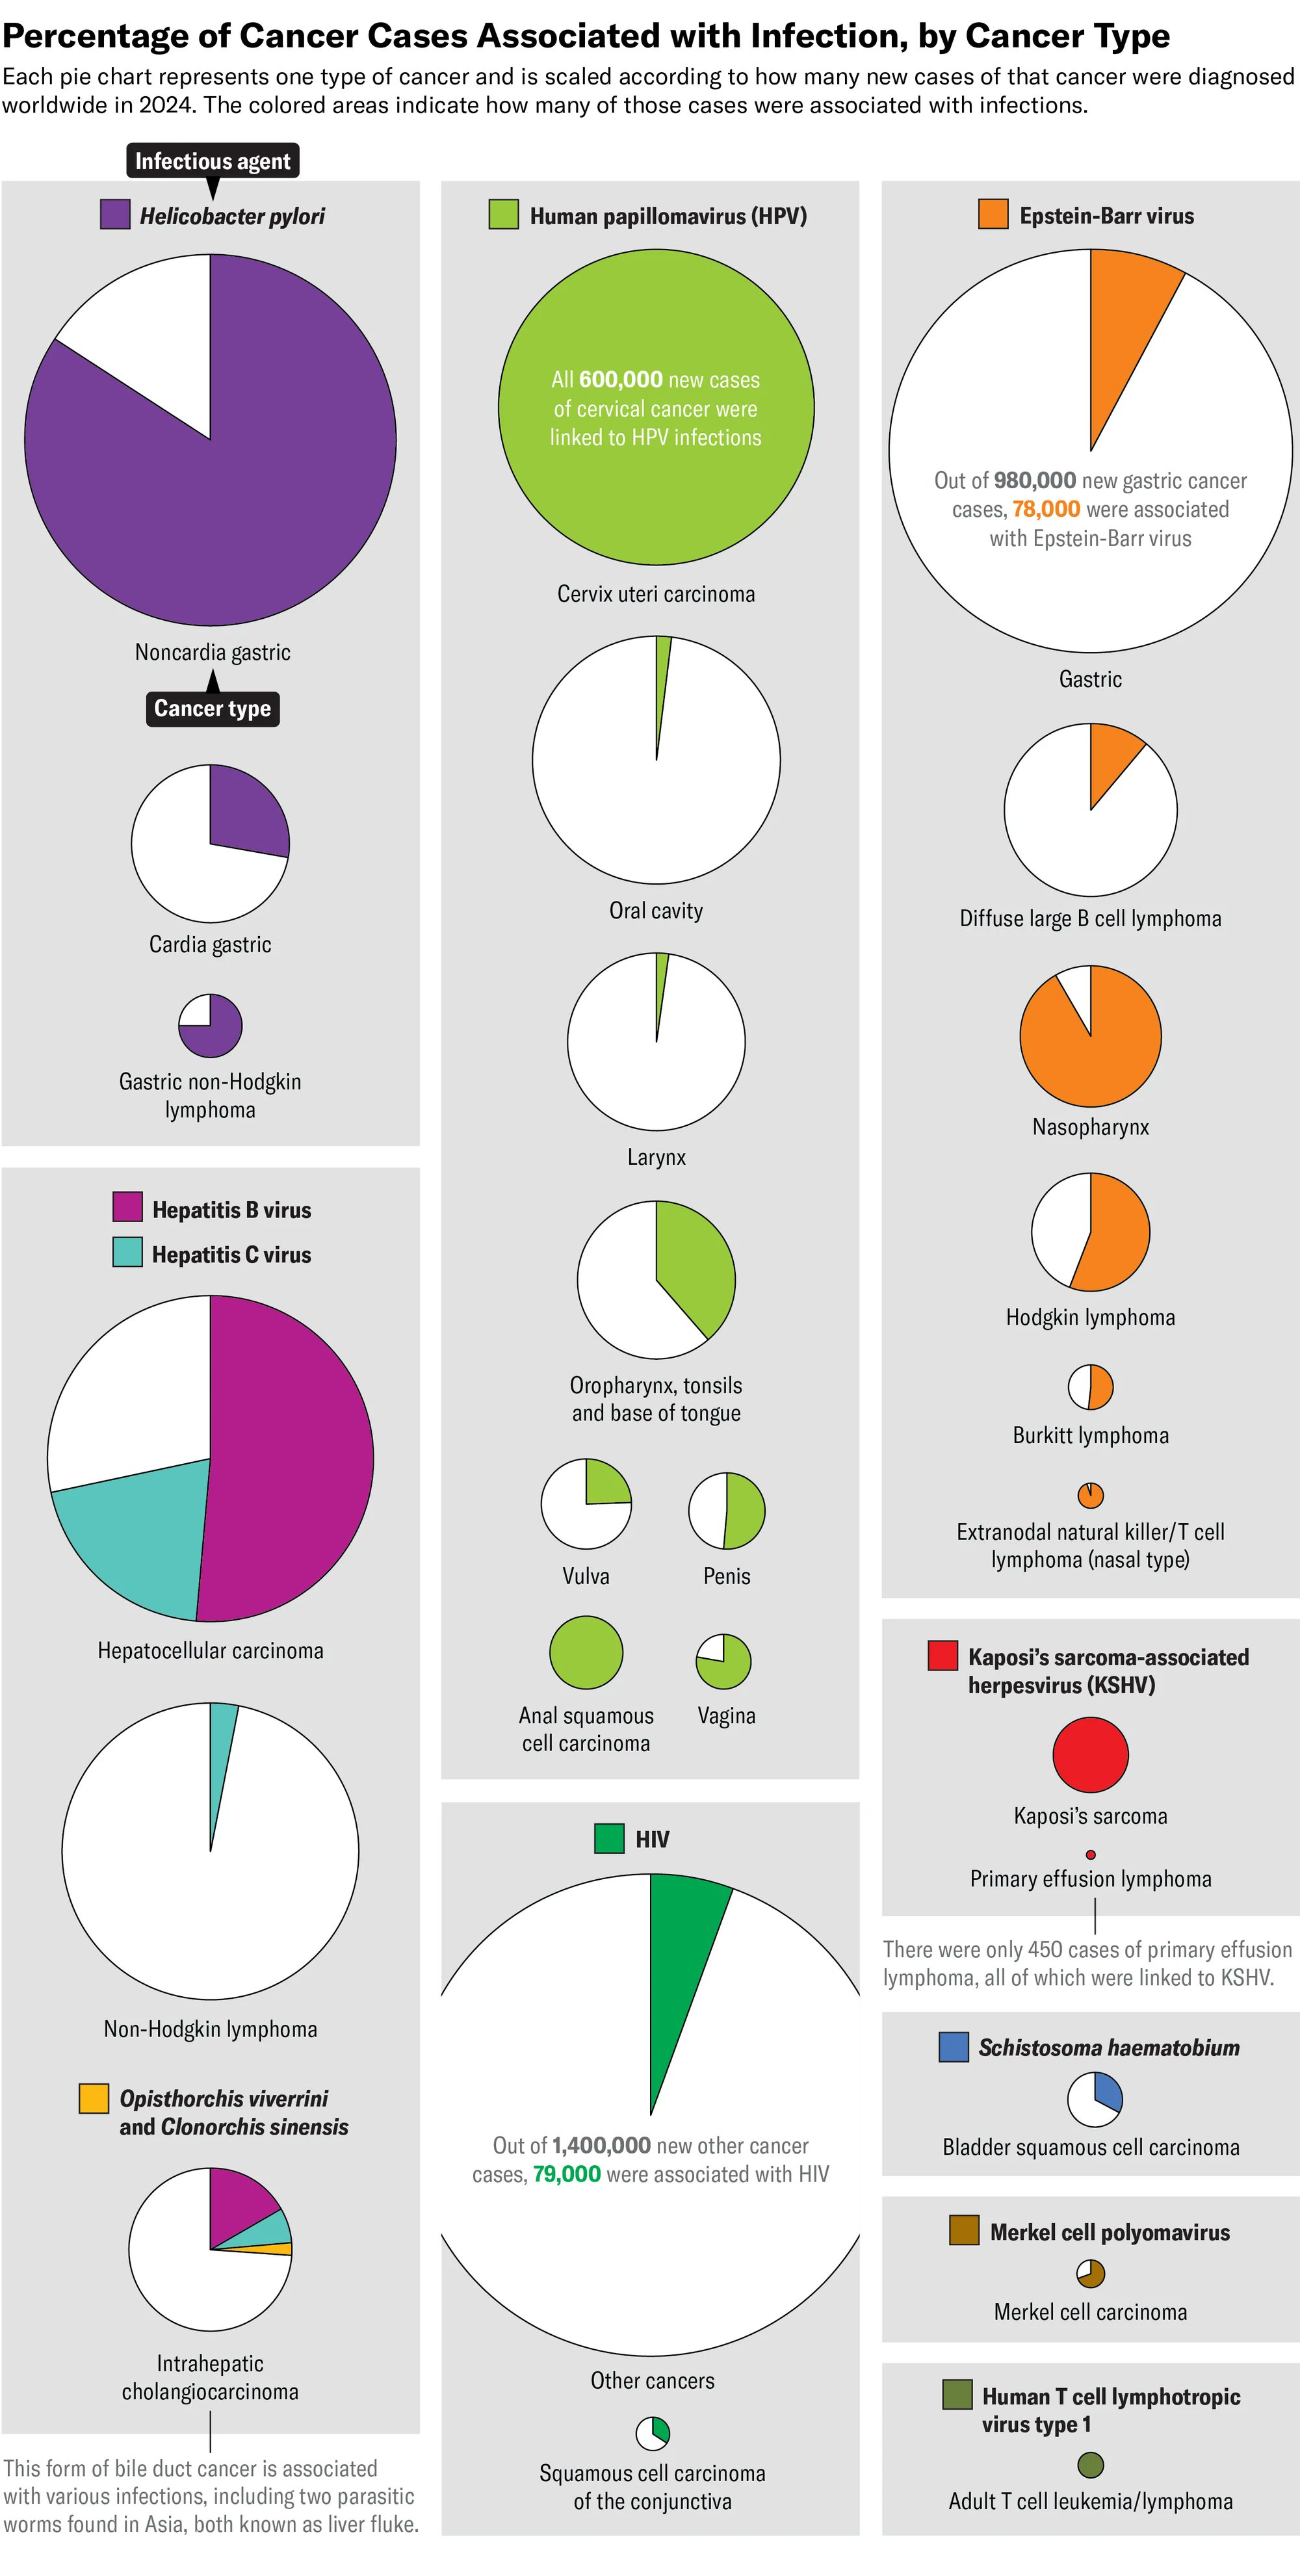 Percentage of Cancer Cases Associated with Infection, by Cancer Type
Each pie chart represents one type of cancer and is scaled according to how many new cases of that cancer were diagnosed
worldwide in 2024. The colored areas indicate how many of those cases were associated with infections.
Infectious agent
Helicobacter pylori
Noncardia gastric
Cancer type
Cardia gastric
Gastric non-Hodgkin
lymphoma
Hepatitis B virus
Hepatitis C virus
Hepatocellular carcinoma
Non-Hodgkin lymphoma
Opisthorchis viverrini
and Clonorchis sinensis
Intrahepatic
cholangiocarcinoma
This form of bile duct cancer is associated
with various infections, including two parasitic
worms found in Asia, both known as liver fluke.
Human papillomavirus (HPV)
All 600,000 new cases
of cervical cancer were
linked to HPV infections
Cervix uteri carcinoma
Oral cavity
Larynx
Oropharynx, tonsils
and base of tongue
Vulva
Penis
Anal squamous
cell carcinoma
Vagina
HIV
Out of 1,400,000 new other cancer
cases, 79,000 were associated with HIV
Other cancers
Squamous cell carcinoma
of the conjunctiva
Epstein-Barr virus
Out of 980,000 new gastric cancer
cases, 78,000 were associated
with Epstein-Barr virus
Gastric
Diffuse large B cell lymphoma
Nasopharynx
Hodgkin lymphoma
Burkitt lymphoma
Extranodal natural killer/T cell
lymphoma (nasal type)
Kaposi’s sarcoma-associated
herpesvirus (KSHV)
Kaposi’s sarcoma
Primary effusion lymphoma
There were only 450 cases of primary effusion
lymphoma, all of which were linked to KSHV.
Schistosoma haematobium
Bladder squamous cell carcinoma
Merkel cell polyomavirus
Merkel cell carcinoma
Human T cell lymphotropic
virus type 1
Adult T cell leukemia/lymphoma